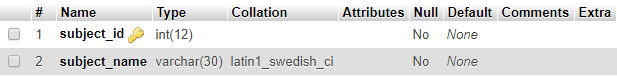 # Name Type Collation Attributes Null Default Comments Extra
1 subject_id int(12) No None
2 subject_name varchar(30) latin1_swedish_ci No None